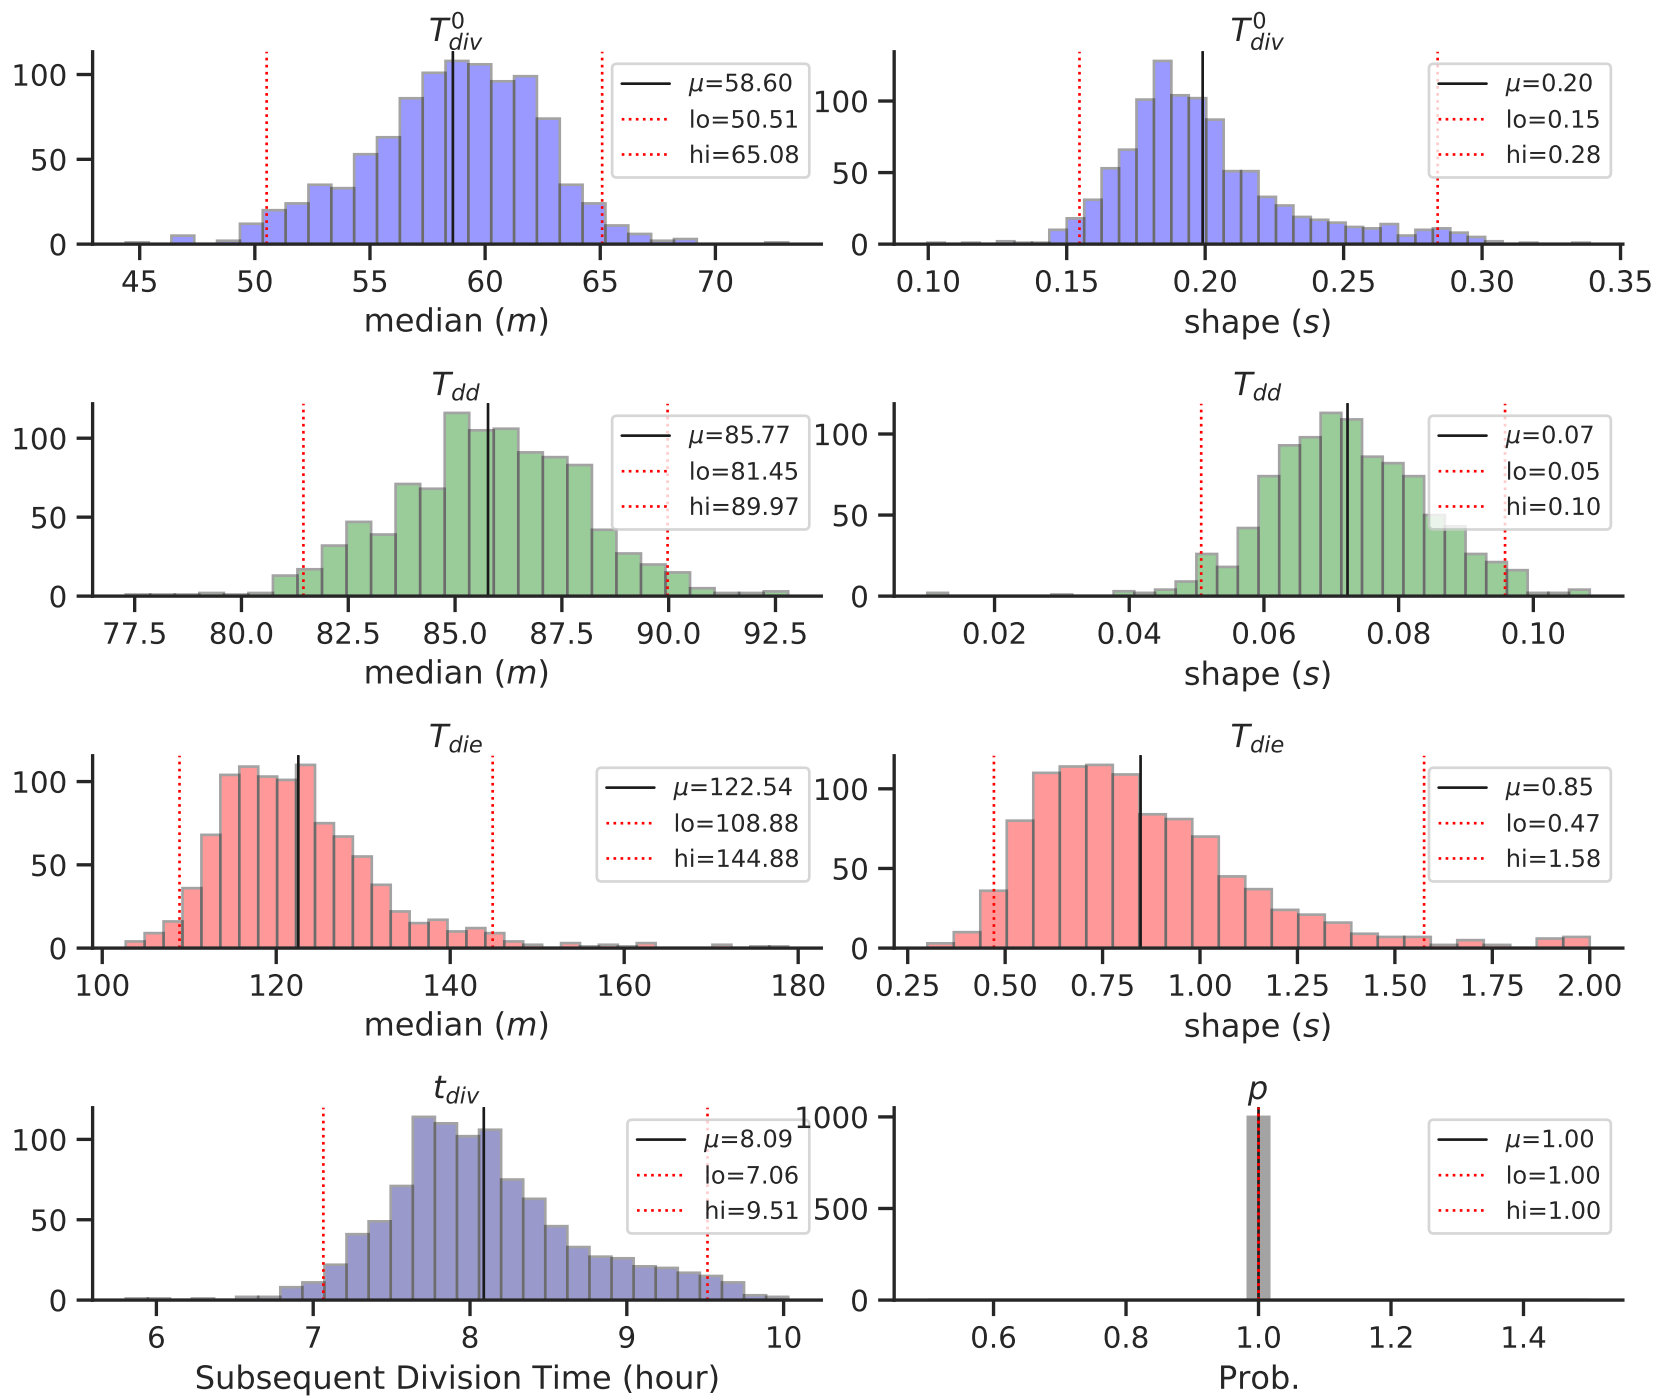 T⁰div
100
50
0
μ=58.60
lo=50.51
hi=65.08
45 50 55 60 65 70
median (m)
T⁰div
100
50
0
μ=0.20
lo=0.15
hi=0.28
0.10 0.15 0.20 0.25 0.30 0.35
shape (s)
Tdd
100
50
0
μ=85.77
lo=81.45
hi=89.97
77.5 80.0 82.5 85.0 87.5 90.0 92.5
median (m)
Tdd
100
50
0
μ=0.07
lo=0.05
hi=0.10
0.02 0.04 0.06 0.08 0.10
shape (s)
Tdie
100
50
0
μ=122.54
lo=108.88
hi=144.88
100 120 140 160 180
median (m)
Tdie
100
50
0
μ=0.85
lo=0.47
hi=1.58
0.25 0.50 0.75 1.00 1.25 1.50 1.75 2.00
shape (s)
tdiv
100
50
0
μ=8.09
lo=7.06
hi=9.51
6 7 8 9 10
Subsequent Division Time (hour)
p
1000
500
0
μ=1.00
lo=1.00
hi=1.00
0.6 0.8 1.0 1.2 1.4
Prob.